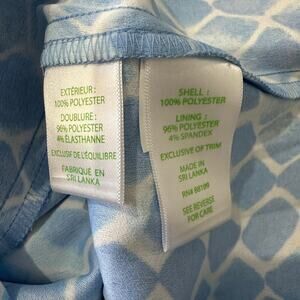 EXTÉRIEUR :
100% POLYESTER
DOUBLURE :
96% POLYESTER
4% ÉLASTHANNE
EXCLUSIF DE L'ÉQUILIBRE
FABRIQUÉ EN
SRI LANKA
SHELL :
100% POLYESTER
LINING :
96% POLYESTER
4% SPANDEX
EXCLUSIVE OF TRIM
MADE IN
SRI LANKA
RN# 88199
SEE REVERSE
FOR CARE